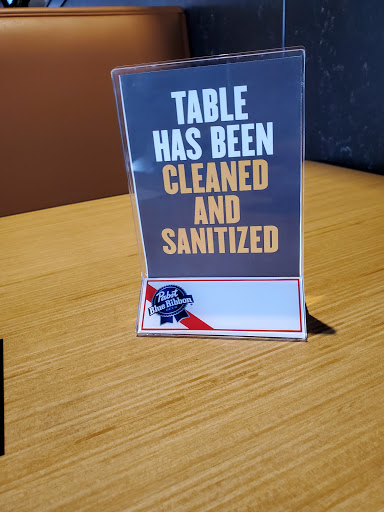 TABLE
HAS BEEN
CLEANED
AND
SANITIZED
Pabst
Blue Ribbon